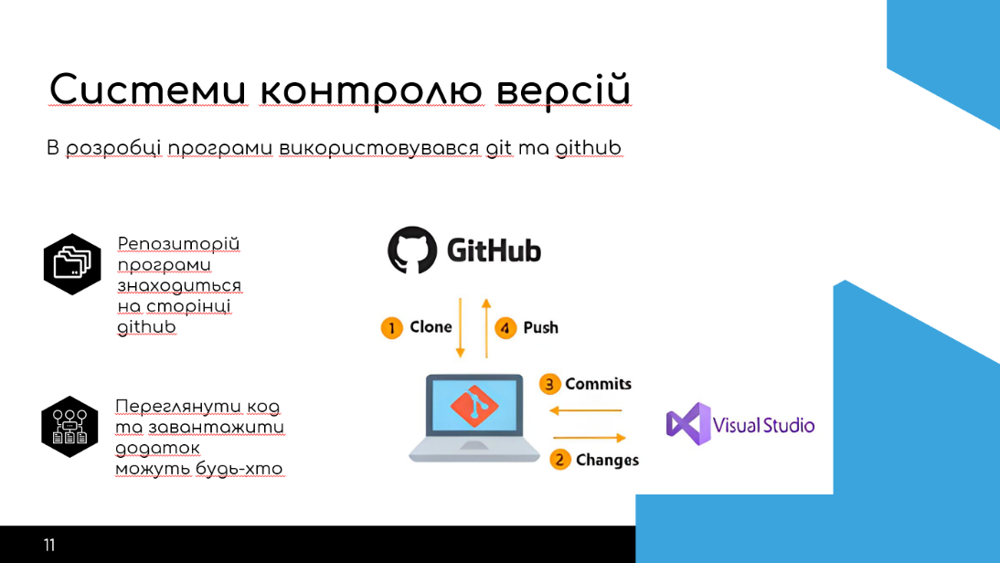 Системи контролю версій
В розробці програми використовувався git та github
Репозиторій
програми
знаходиться
на сторінці
github
GitHub
1 Clone
4 Push
3 Commits
2 Changes
Visual Studio
Переглянути код
та завантажити
додаток
можуть будь-хто
11